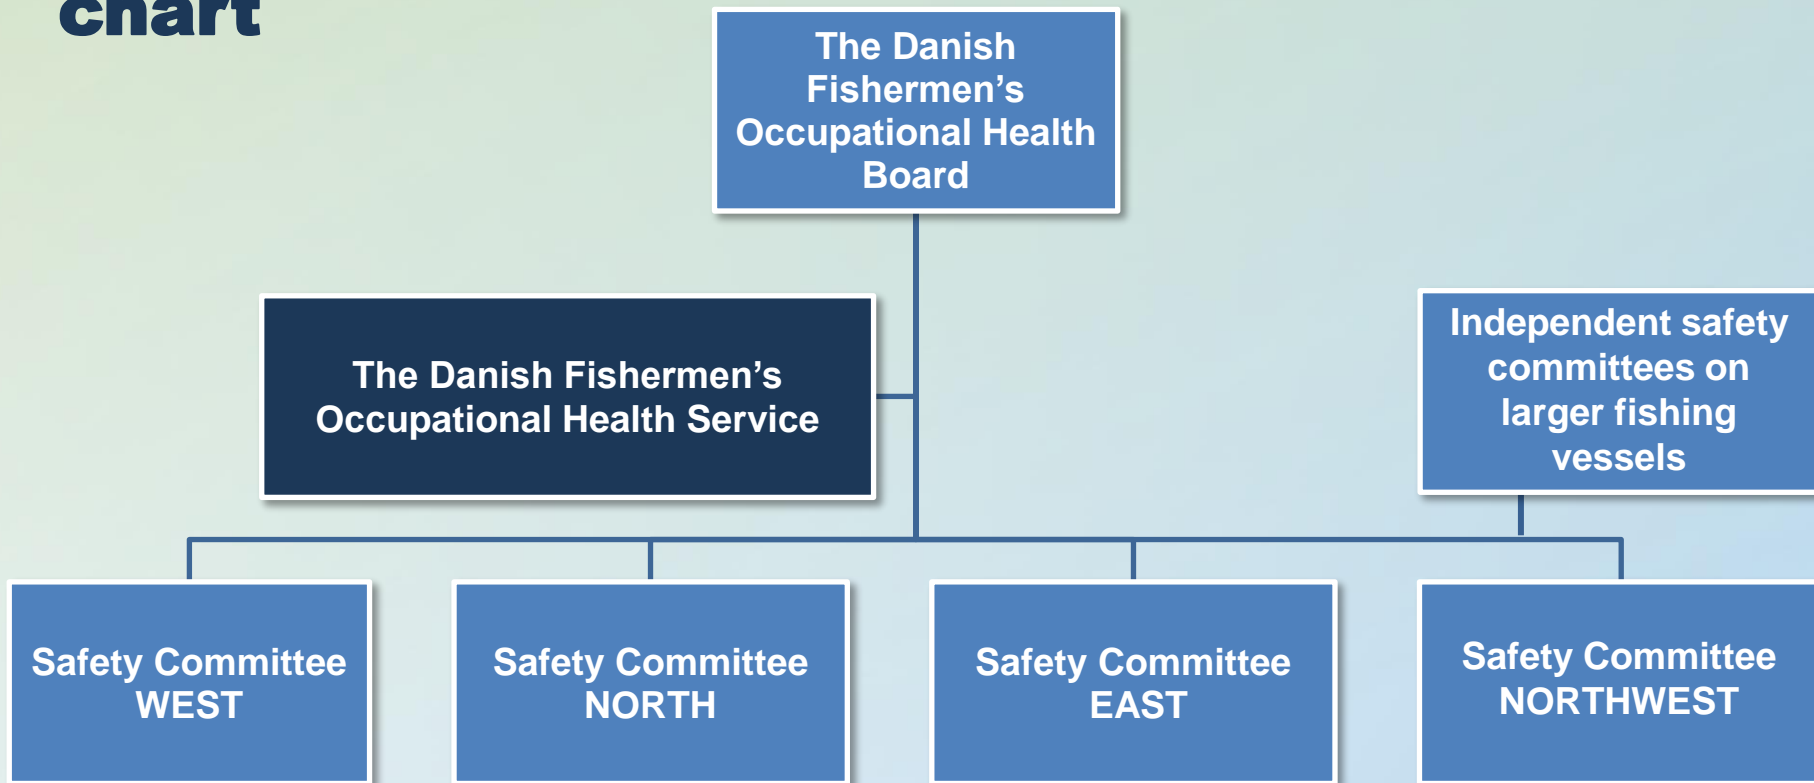 chart
The Danish
Fishermen’s
Occupational Health
Board
The Danish Fishermen’s
Occupational Health Service
Independent safety
committees on
larger fishing
vessels
Safety Committee
WEST
Safety Committee
NORTH
Safety Committee
EAST
Safety Committee
NORTHWEST